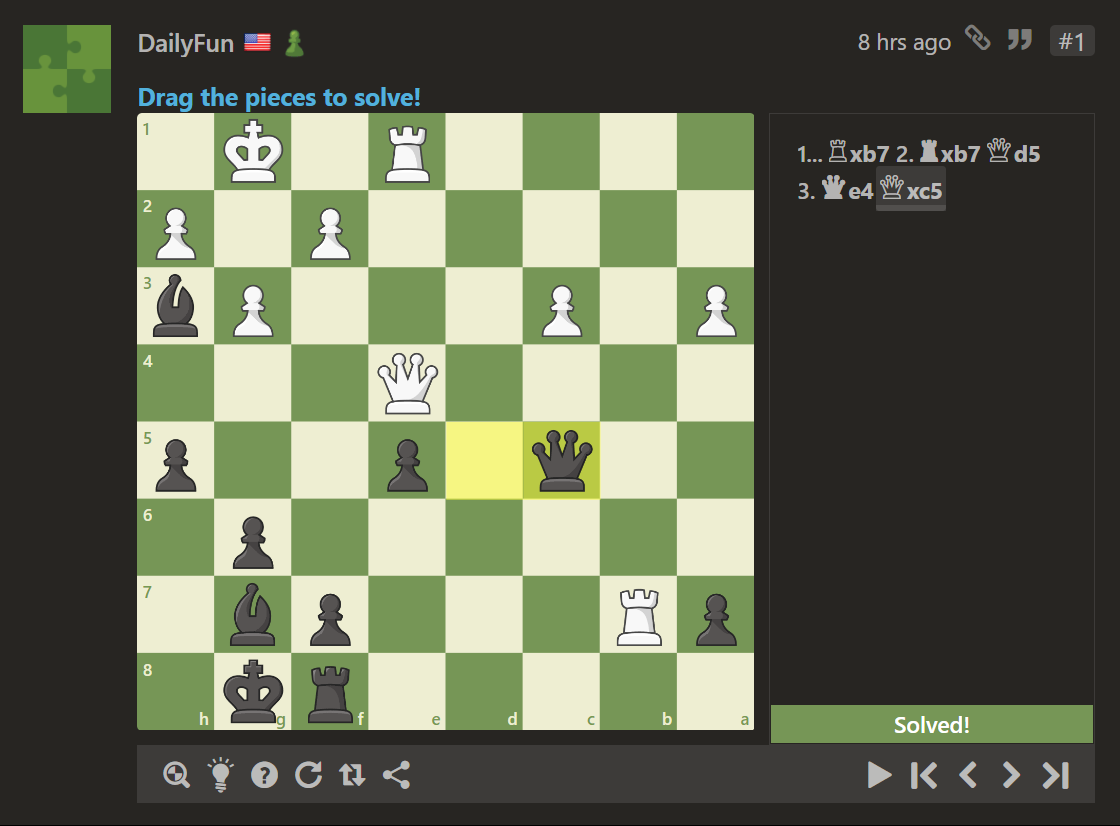 DailyFun
8 hrs ago
#1
Drag the pieces to solve!
1... ♖xb7 2. ♜xb7 ♕d5
3. ♛e4 ♕xc5
1
2
3
4
5
6
7
8
h g f e d c b a
Solved!